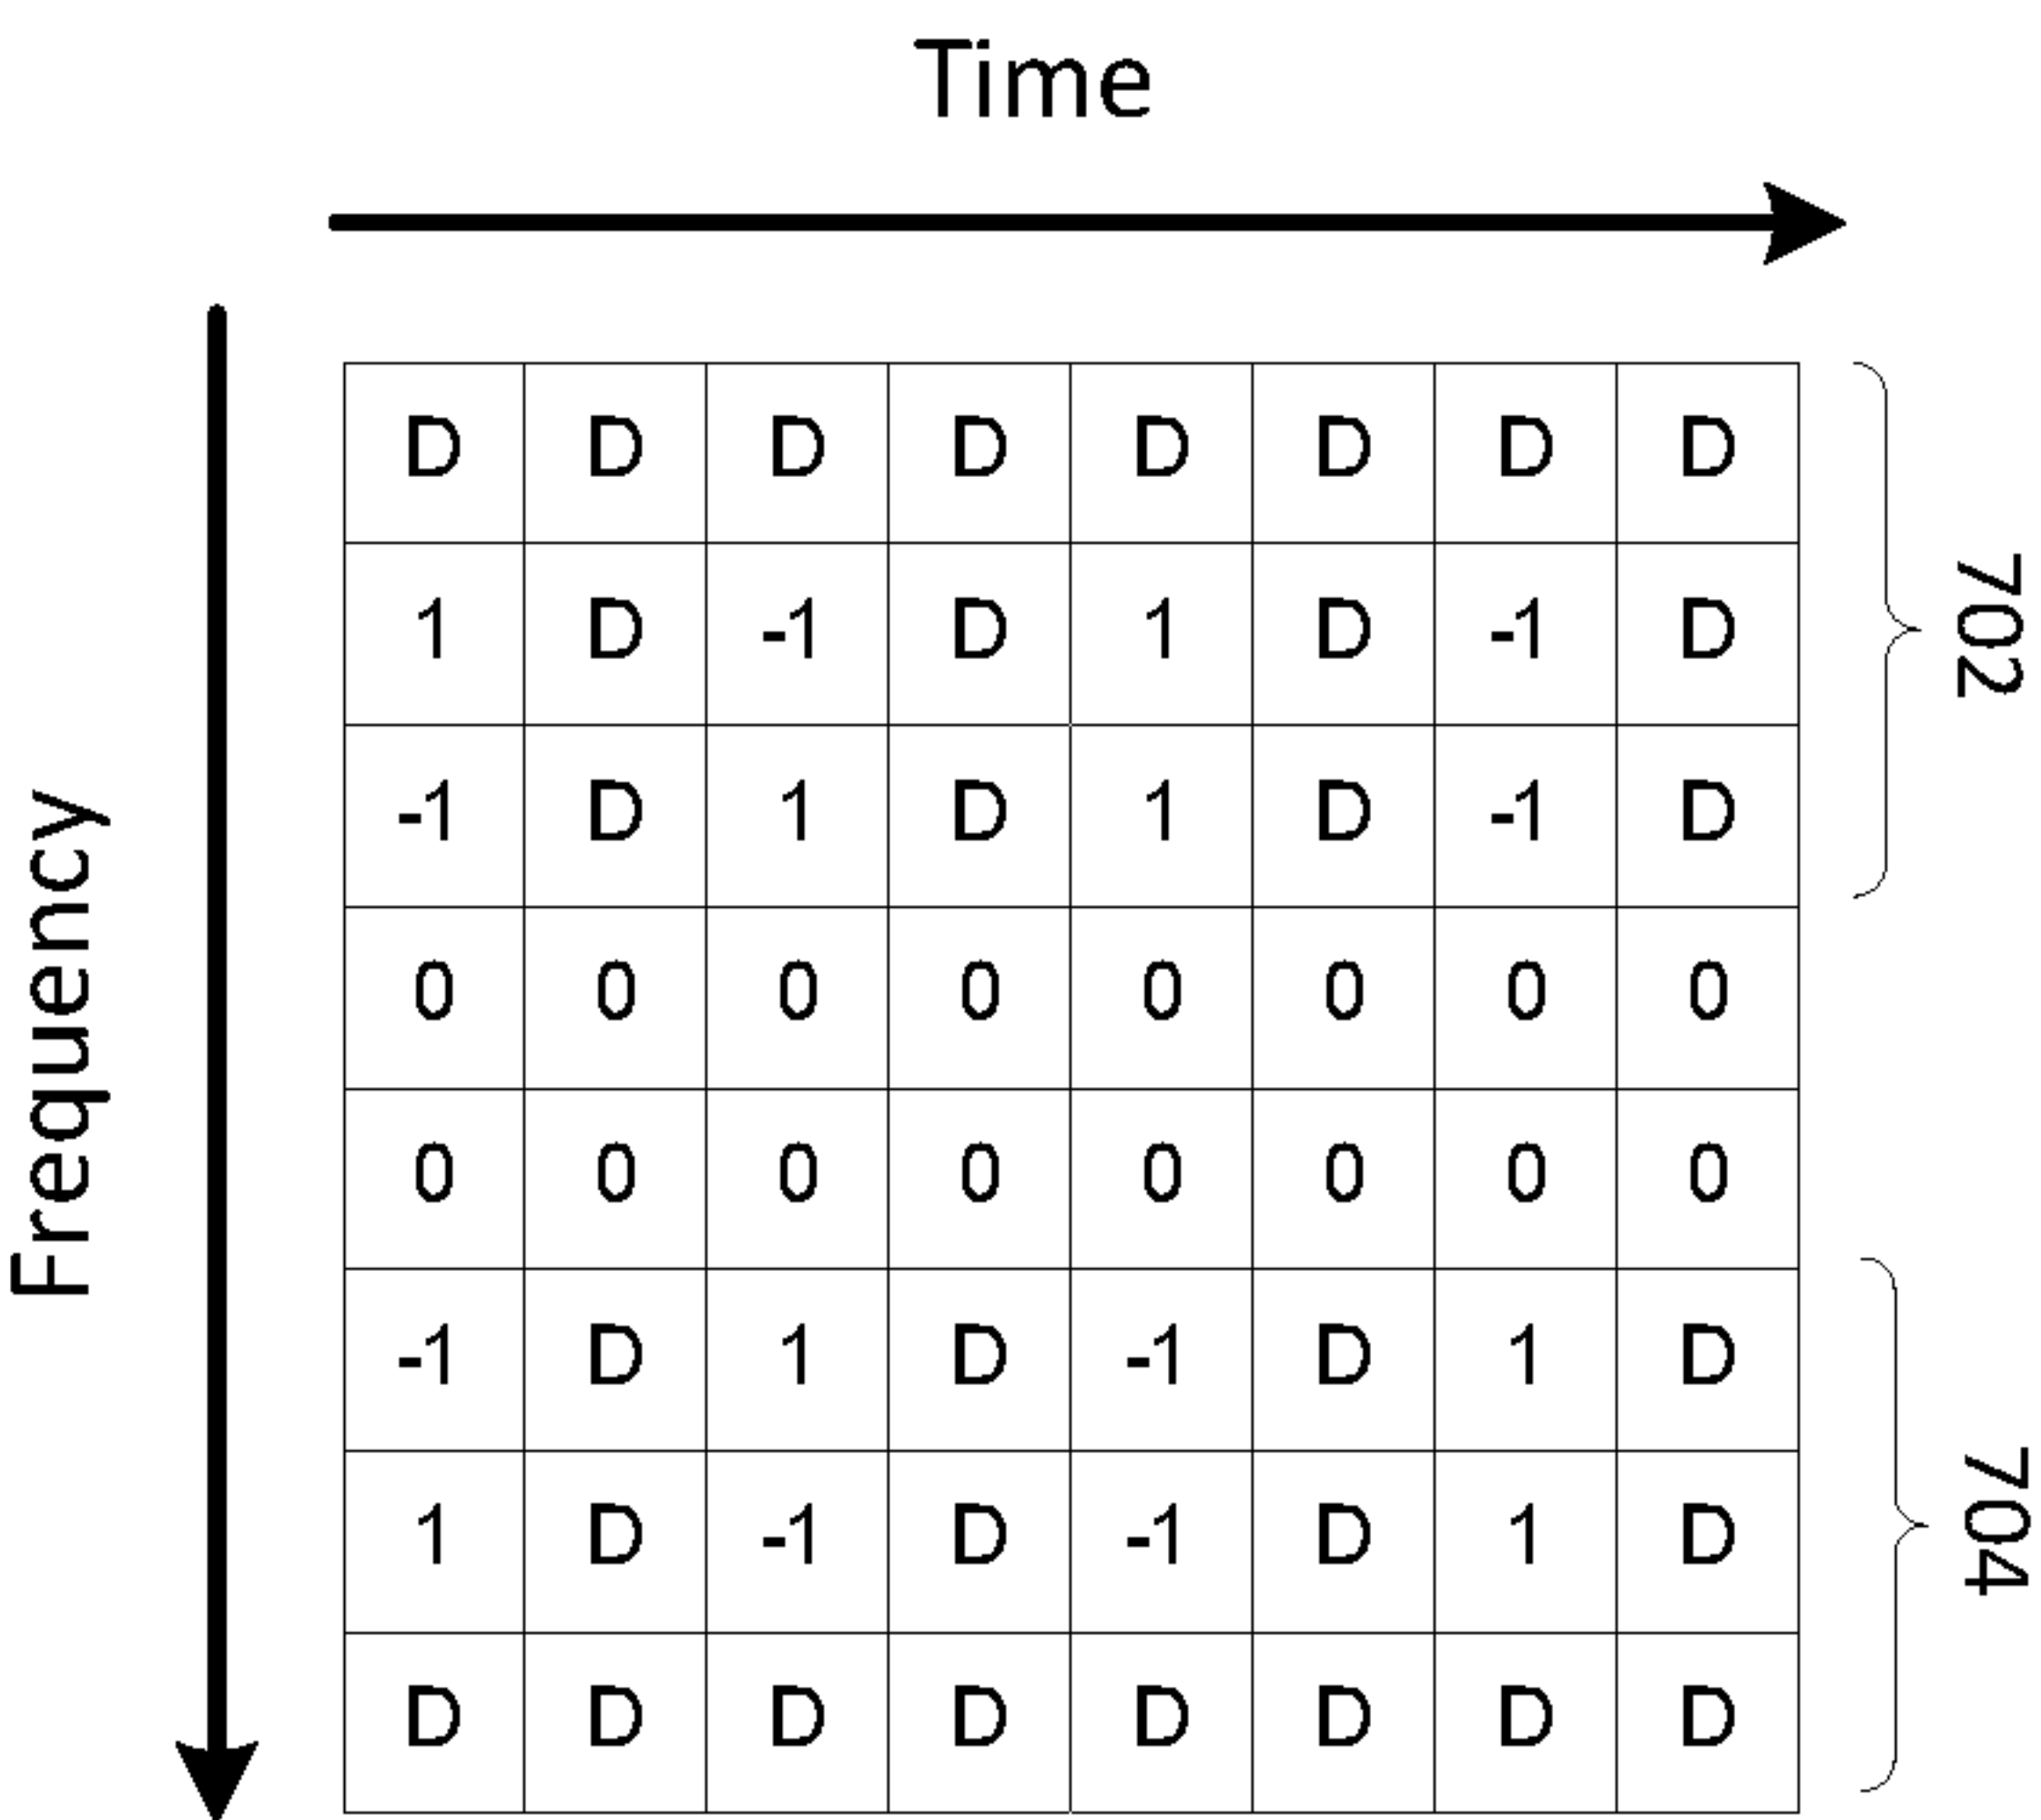 Time
Frequency
D D D D D D D D
1 D -1 D 1 D -1 D
-1 D 1 D 1 D -1 D
0 0 0 0 0 0 0 0
0 0 0 0 0 0 0 0
-1 D 1 D -1 D 1 D
1 D -1 D -1 D 1 D
D D D D D D D D
702
704